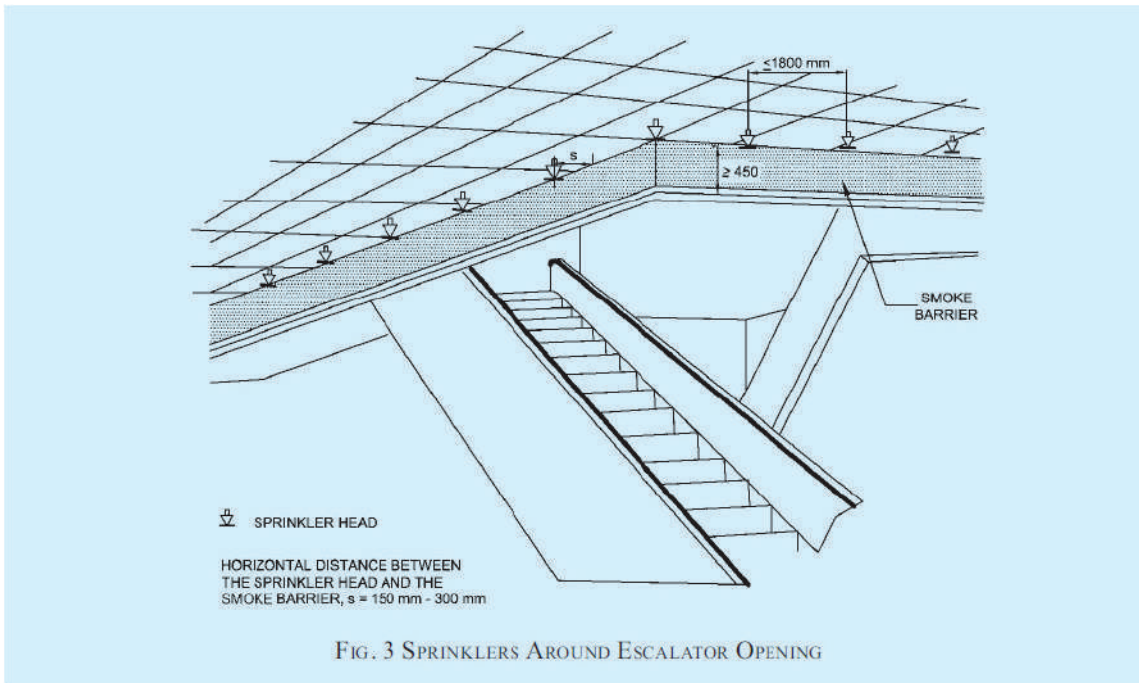 ≤1800 mm
s
≥ 450
SMOKE
BARRIER
SPRINKLER HEAD
HORIZONTAL DISTANCE BETWEEN
THE SPRINKLER HEAD AND THE
SMOKE BARRIER, s = 150 mm - 300 mm
FIG. 3 SPRINKLERS AROUND ESCALATOR OPENING